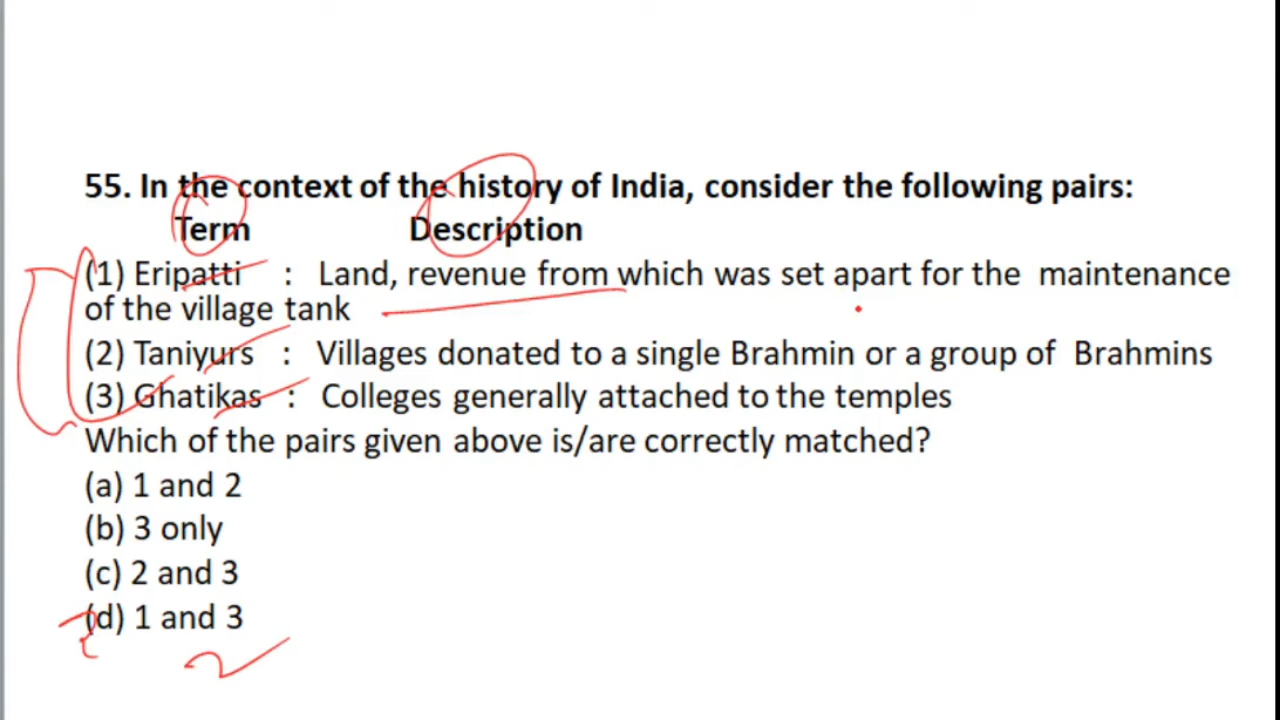 55. In the context of the history of India, consider the following pairs:
Term Description
(1) Eripatti : Land, revenue from which was set apart for the maintenance
of the village tank
(2) Taniyurs : Villages donated to a single Brahmin or a group of Brahmins
(3) Ghatikas : Colleges generally attached to the temples
Which of the pairs given above is/are correctly matched?
(a) 1 and 2
(b) 3 only
(c) 2 and 3
(d) 1 and 3